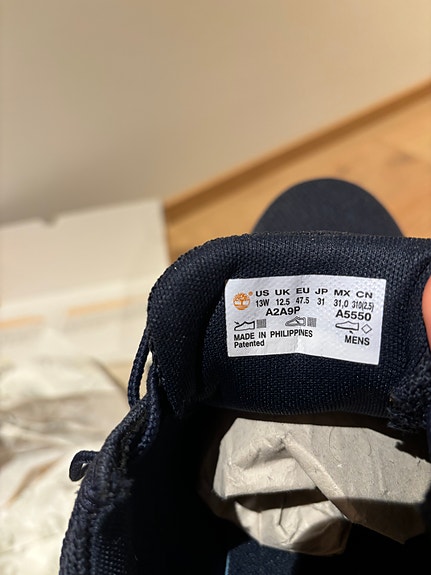 US UK EU JP MX CN
13W 12.5 47.5 31 31,0 310(2.5)
A2A9P A5550
MADE IN PHILIPPINES
Patented MENS